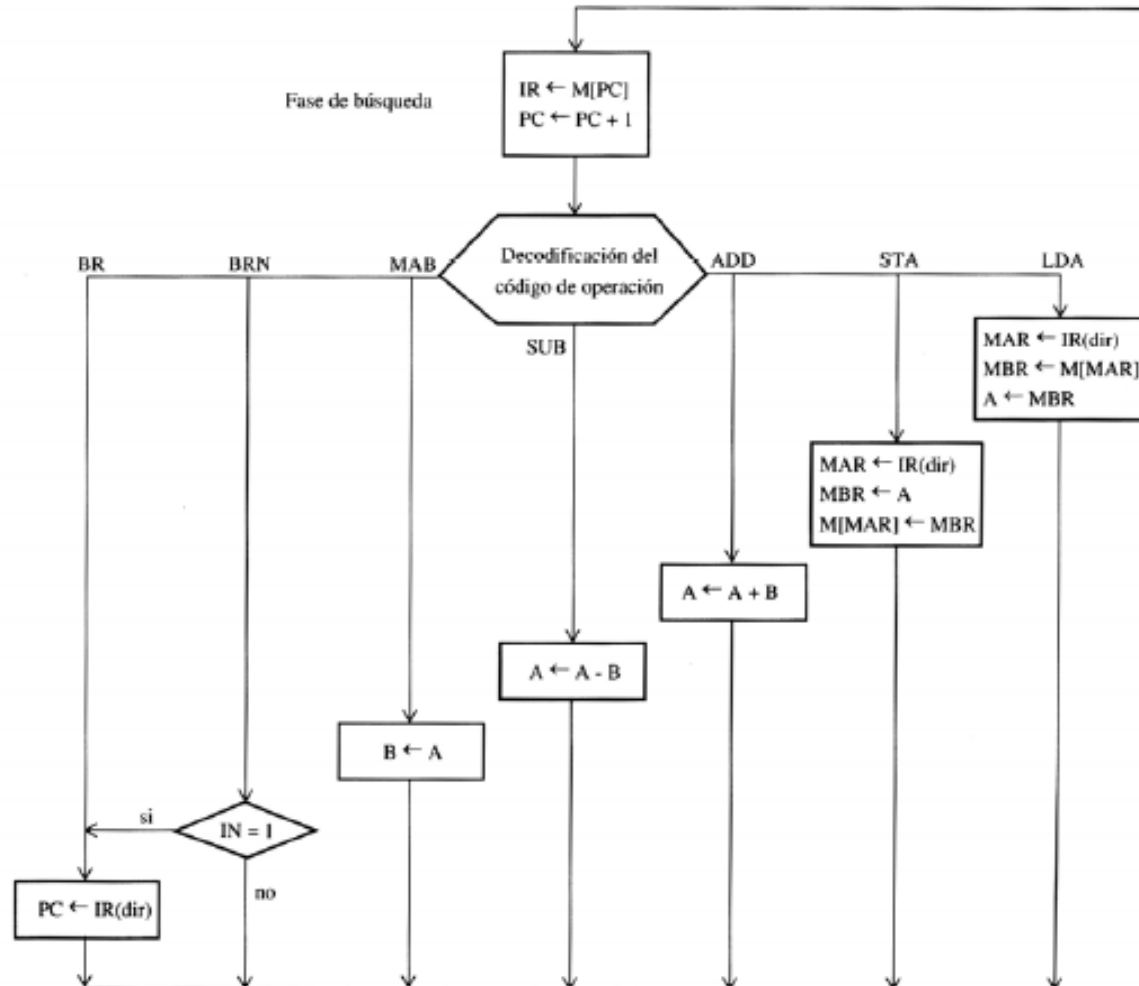 Fase de búsqueda
IR ← M[PC]
PC ← PC + 1
Decodificación del
código de operación
BR
BRN
MAB
SUB
ADD
STA
LDA
MAR ← IR(dir)
MBR ← M[MAR]
A ← MBR
MAR ← IR(dir)
MBR ← A
M[MAR] ← MBR
A ← A + B
A ← A - B
B ← A
si
IN = 1
no
PC ← IR(dir)